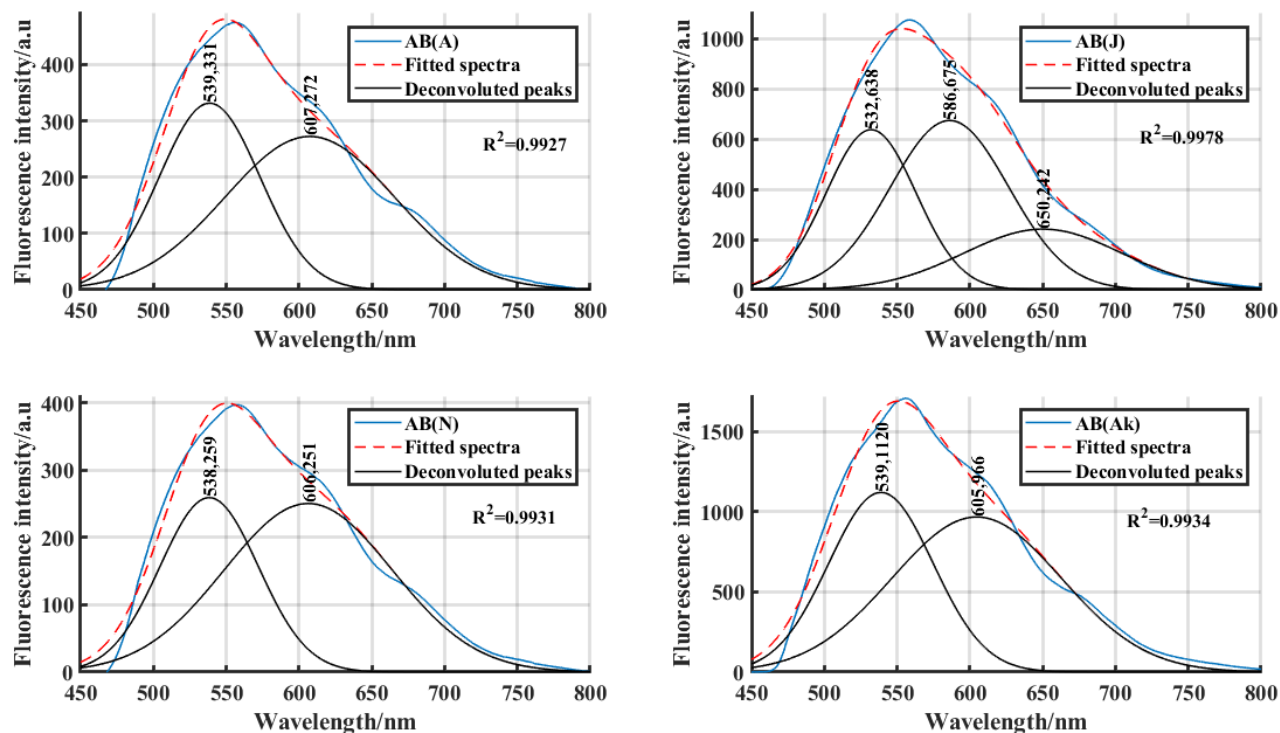 Fluorescence intensity/a.u
400
300
200
100
0
539,331
607,272
AB(A)
Fitted spectra
Deconvoluted peaks
R²=0.9927
450 500 550 600 650 700 750 800
Wavelength/nm
Fluorescence intensity/a.u
1000
800
600
400
200
0
532,638
586,675
650,242
AB(J)
Fitted spectra
Deconvoluted peaks
R²=0.9978
450 500 550 600 650 700 750 800
Wavelength/nm
Fluorescence intensity/a.u
400
300
200
100
0
538,259
606,251
AB(N)
Fitted spectra
Deconvoluted peaks
R²=0.9931
450 500 550 600 650 700 750 800
Wavelength/nm
Fluorescence intensity/a.u
1500
1000
500
0
539,1120
605,966
AB(Ak)
Fitted spectra
Deconvoluted peaks
R²=0.9934
450 500 550 600 650 700 750 800
Wavelength/nm